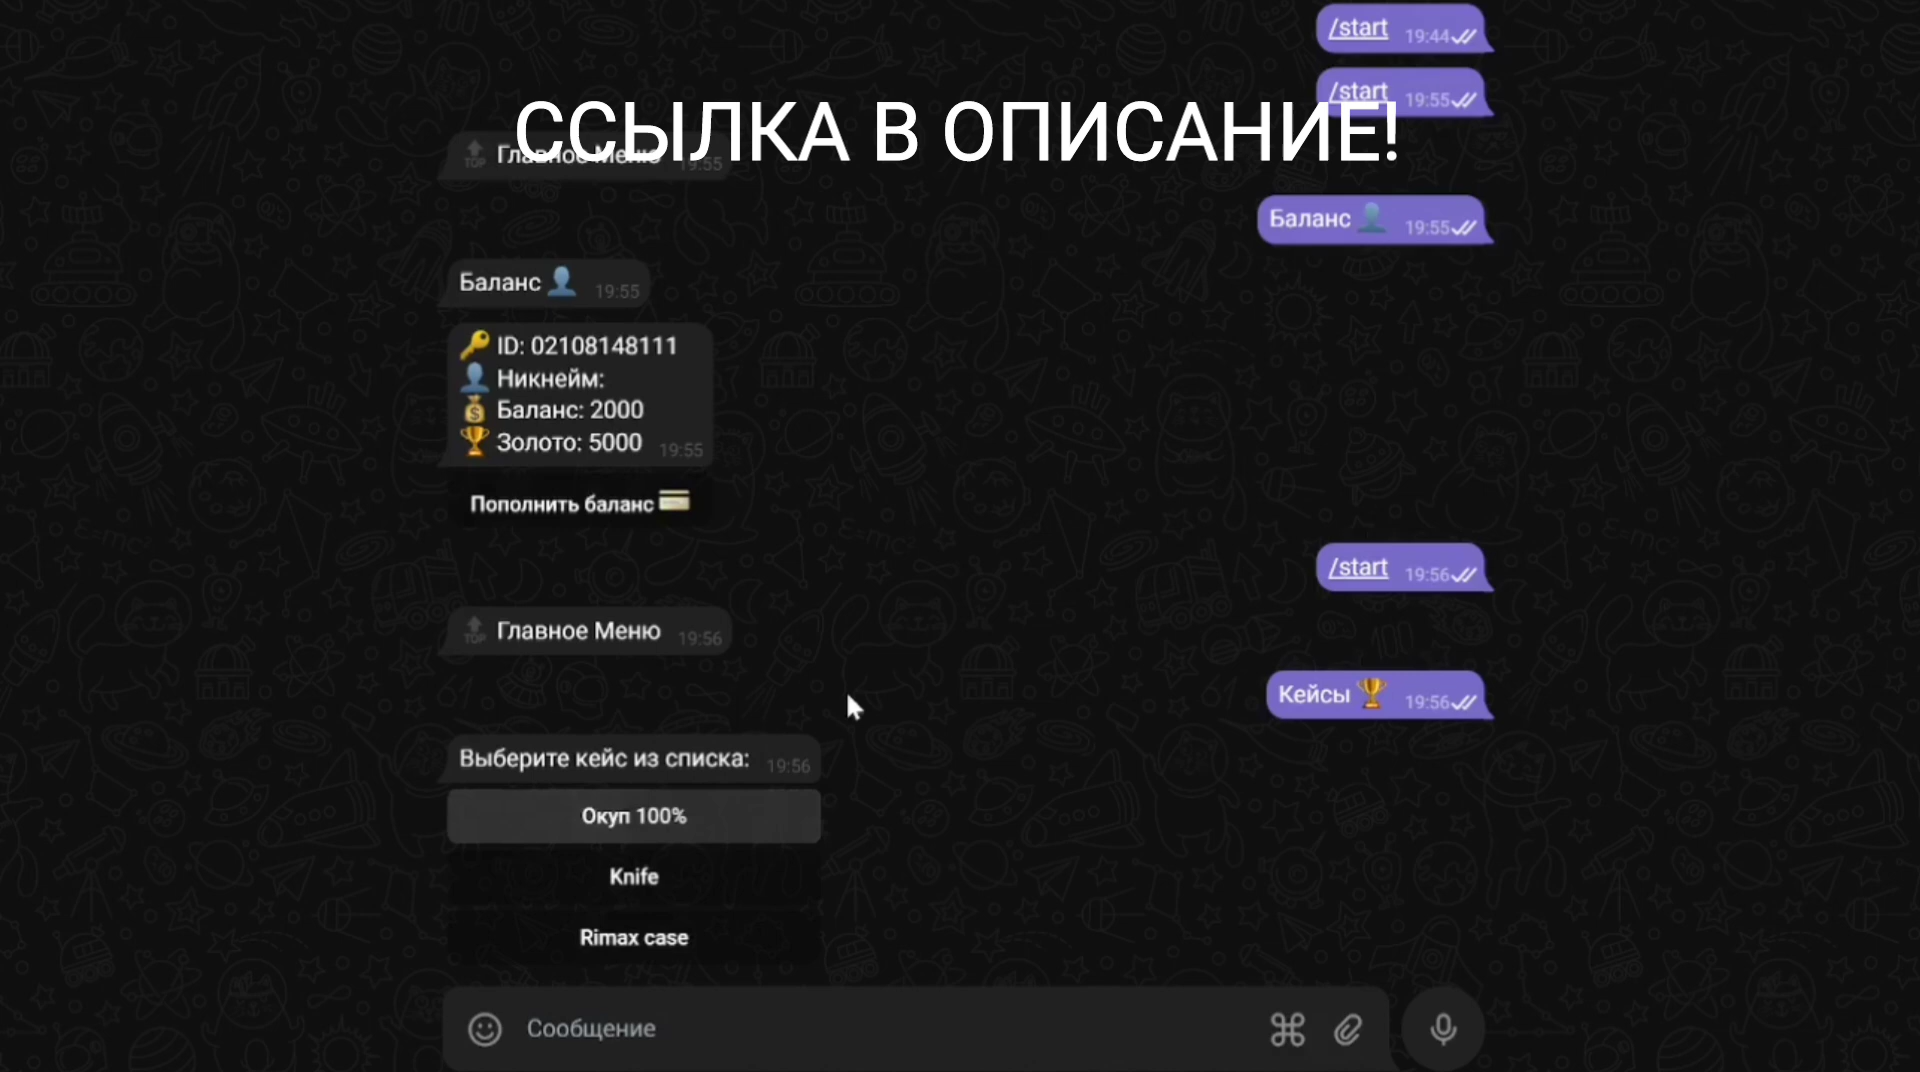 /start 19:44
/start 19:55
ССЫЛКА В ОПИСАНИЕ!
TOP Главное Меню 19:55
Баланс 19:55
Баланс 19:55
ID: 02108148111
Никнейм:
Баланс: 2000
Золото: 5000 19:55
Пополнить баланс
/start 19:56
TOP Главное Меню 19:56
Кейсы 19:56
Выберите кейс из списка: 19:56
Окуп 100%
Knife
Rimax case
Сообщение